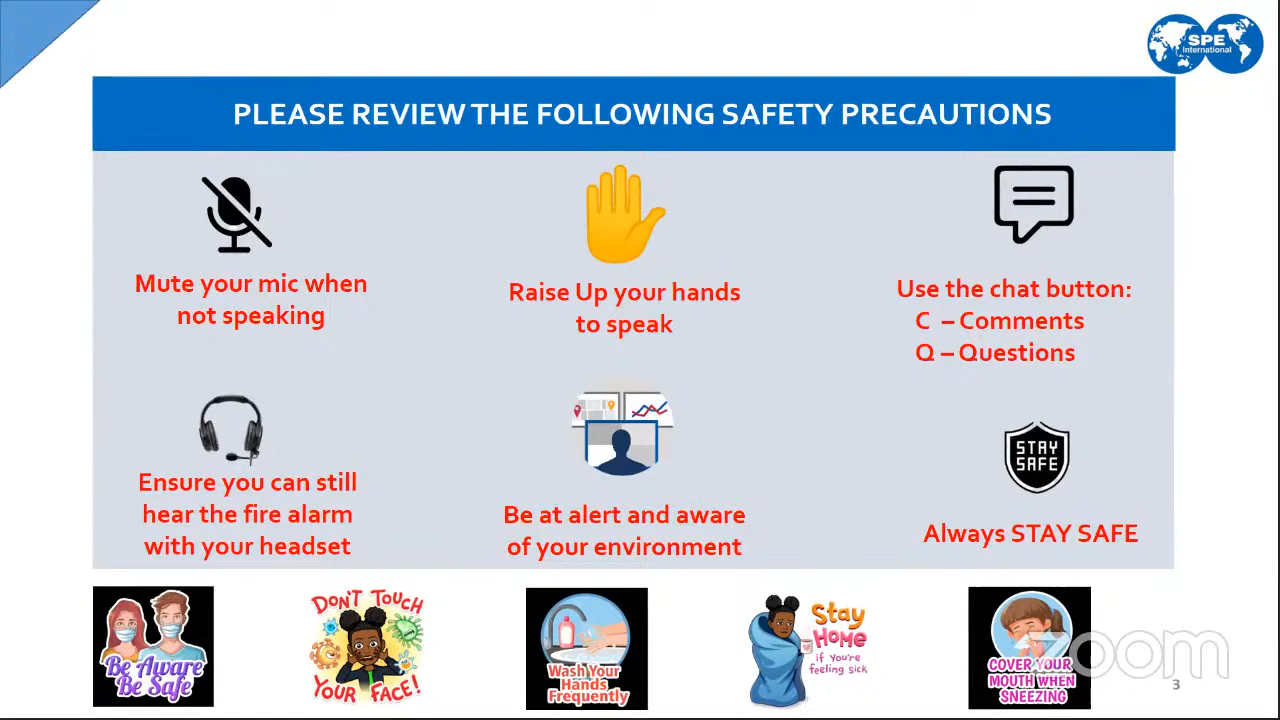 SPE
International
PLEASE REVIEW THE FOLLOWING SAFETY PRECAUTIONS
Mute your mic when
not speaking
Raise Up your hands
to speak
Use the chat button:
C – Comments
Q – Questions
Ensure you can still
hear the fire alarm
with your headset
Be at alert and aware
of your environment
STAY
SAFE
Always STAY SAFE
Be Aware
Be Safe
DON'T TOUCH
YOUR FACE!
Wash Your
Hands
Frequently
Stay
Home
if you're
feeling sick
COVER YOUR
MOUTH WHEN
SNEEZING
zoom
3